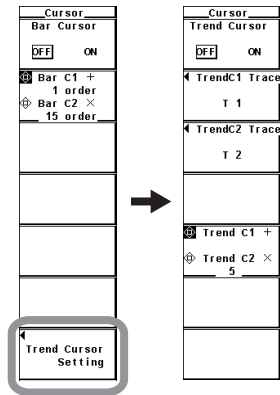 Cursor
Bar Cursor
OFF ON
Bar C1 +
1 order
Bar C2 ×
15 order
Trend Cursor
Setting
Cursor
Trend Cursor
OFF ON
TrendC1 Trace
T 1
TrendC2 Trace
T 2
Trend C1 +
Trend C2 ×
5